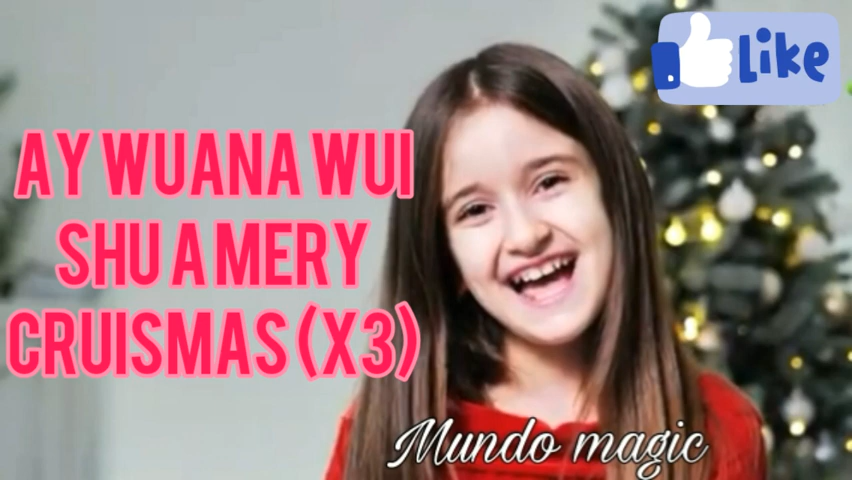 Like
AY WUANA WUI
SHU A MERY
CRUISMAS (X3)
Mundo magic